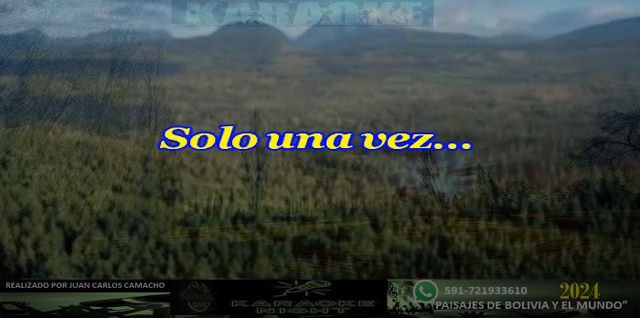 KARAOKE
Solo una vez...
REALIZADO POR JUAN CARLOS CAMACHO
KARAOKE
NIGHT
591-721933610
2024
"PAISAJES DE BOLIVIA Y EL MUNDO"